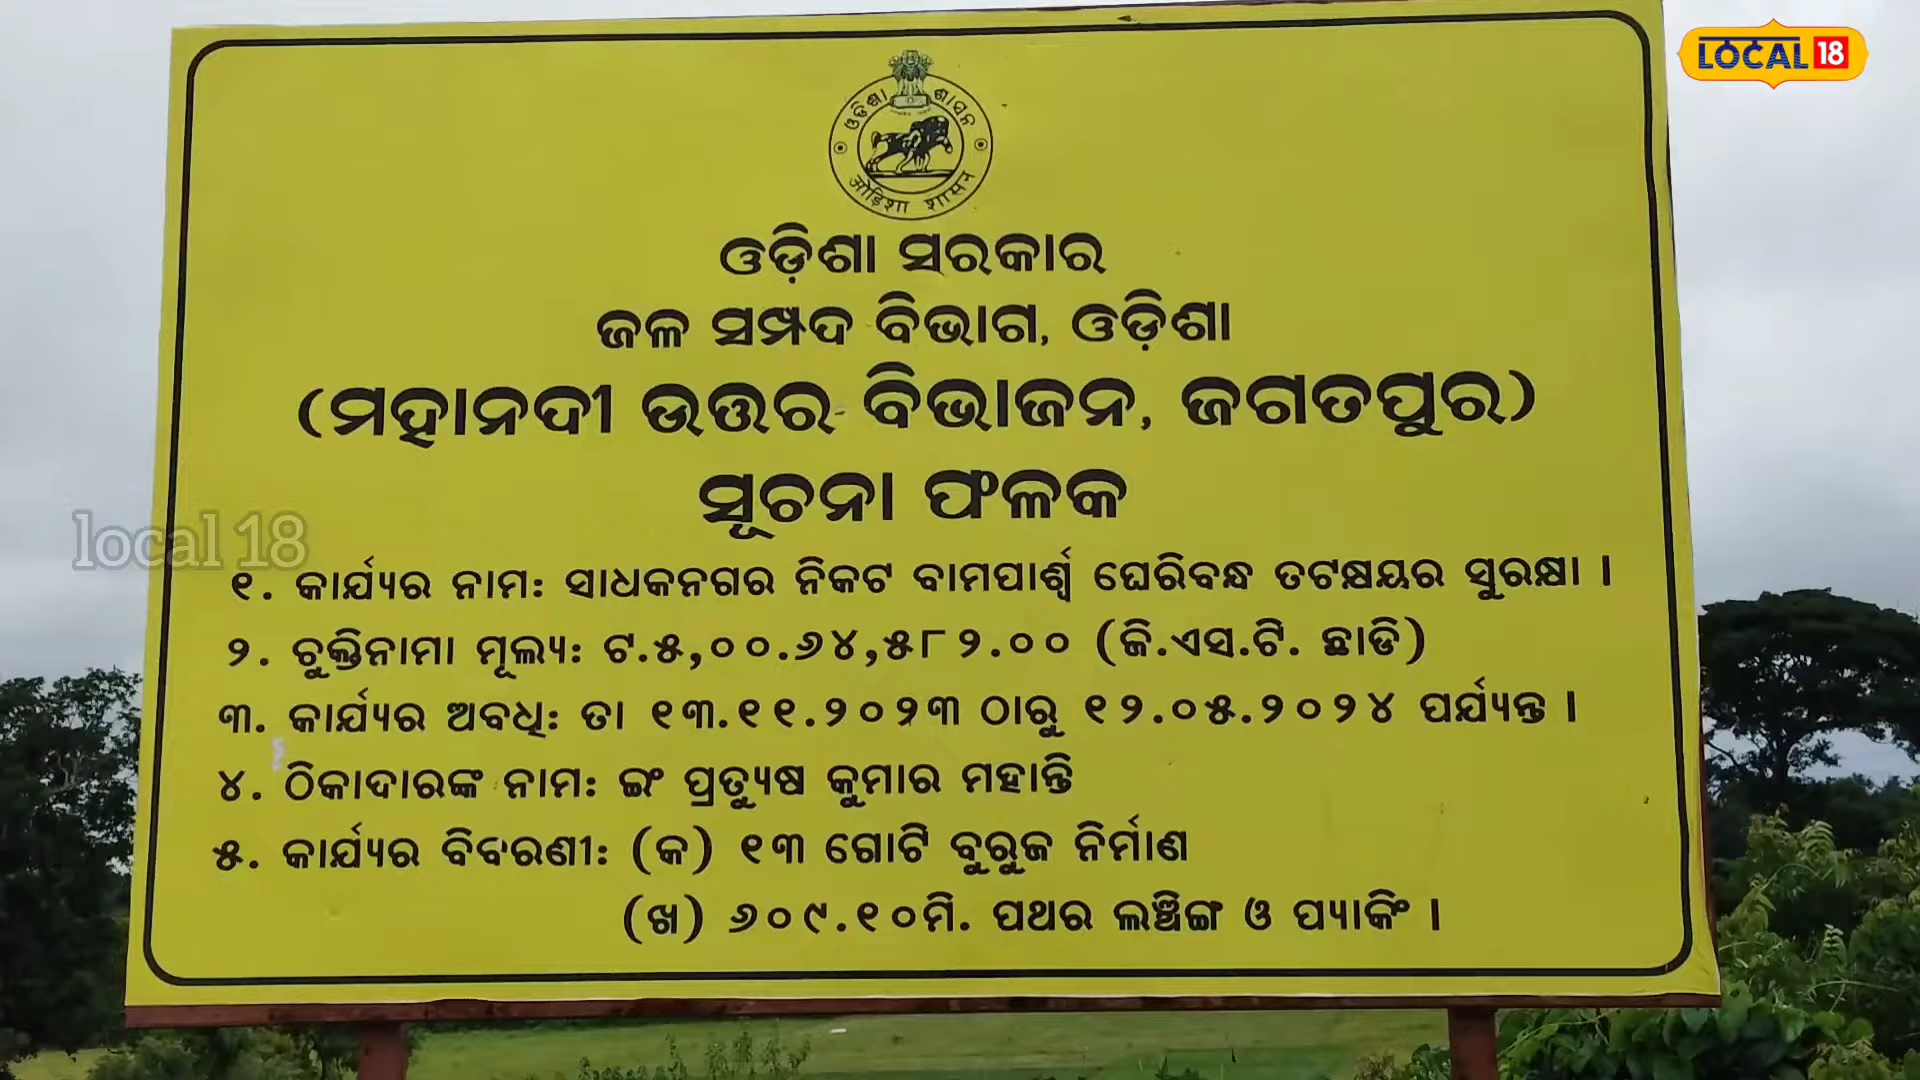 LOCAL 18
ଓଡ଼ିଶା ଶାସନ
ओड़िशा शासन
ଓଡ଼ିଶା ସରକାର
ଜଳ ସମ୍ପଦ ବିଭାଗ, ଓଡ଼ିଶା
(ମହାନଦୀ ଉତ୍ତର ବିଭାଜନ, ଜଗତପୁର)
ସୂଚନା ଫଳକ
local 18
୧. କାର୍ଯ୍ୟର ନାମ: ସାଧକନଗର ନିକଟ ବାମପାର୍ଶ୍ୱ ଘେରିବନ୍ଧ ତଟକ୍ଷୟର ସୁରକ୍ଷା ।
୨. ଚୁକ୍ତିନାମା ମୂଲ୍ୟ: ଟ.୫,୦୦.୬୪,୫୮୨.୦୦ (ଜି.ଏସ.ଟି. ଛାଡି)
୩. କାର୍ଯ୍ୟର ଅବଧି: ତା ୧୩.୧୧.୨୦୨୩ ଠାରୁ ୧୨.୦୫.୨୦୨୪ ପର୍ଯ୍ୟନ୍ତ ।
୪. ଠିକାଦାରଙ୍କ ନାମ: ଇଂ ପ୍ରତ୍ୟୁଷ କୁମାର ମହାନ୍ତି
୫. କାର୍ଯ୍ୟର ବିବରଣୀ: (କ) ୧୩ ଗୋଟି ବୁରୁଜ ନିର୍ମାଣ
(ଖ) ୬୦୯.୧୦ମି. ପଥର ଲଞ୍ଚିଙ୍ଗ ଓ ପ୍ୟାକିଂ ।